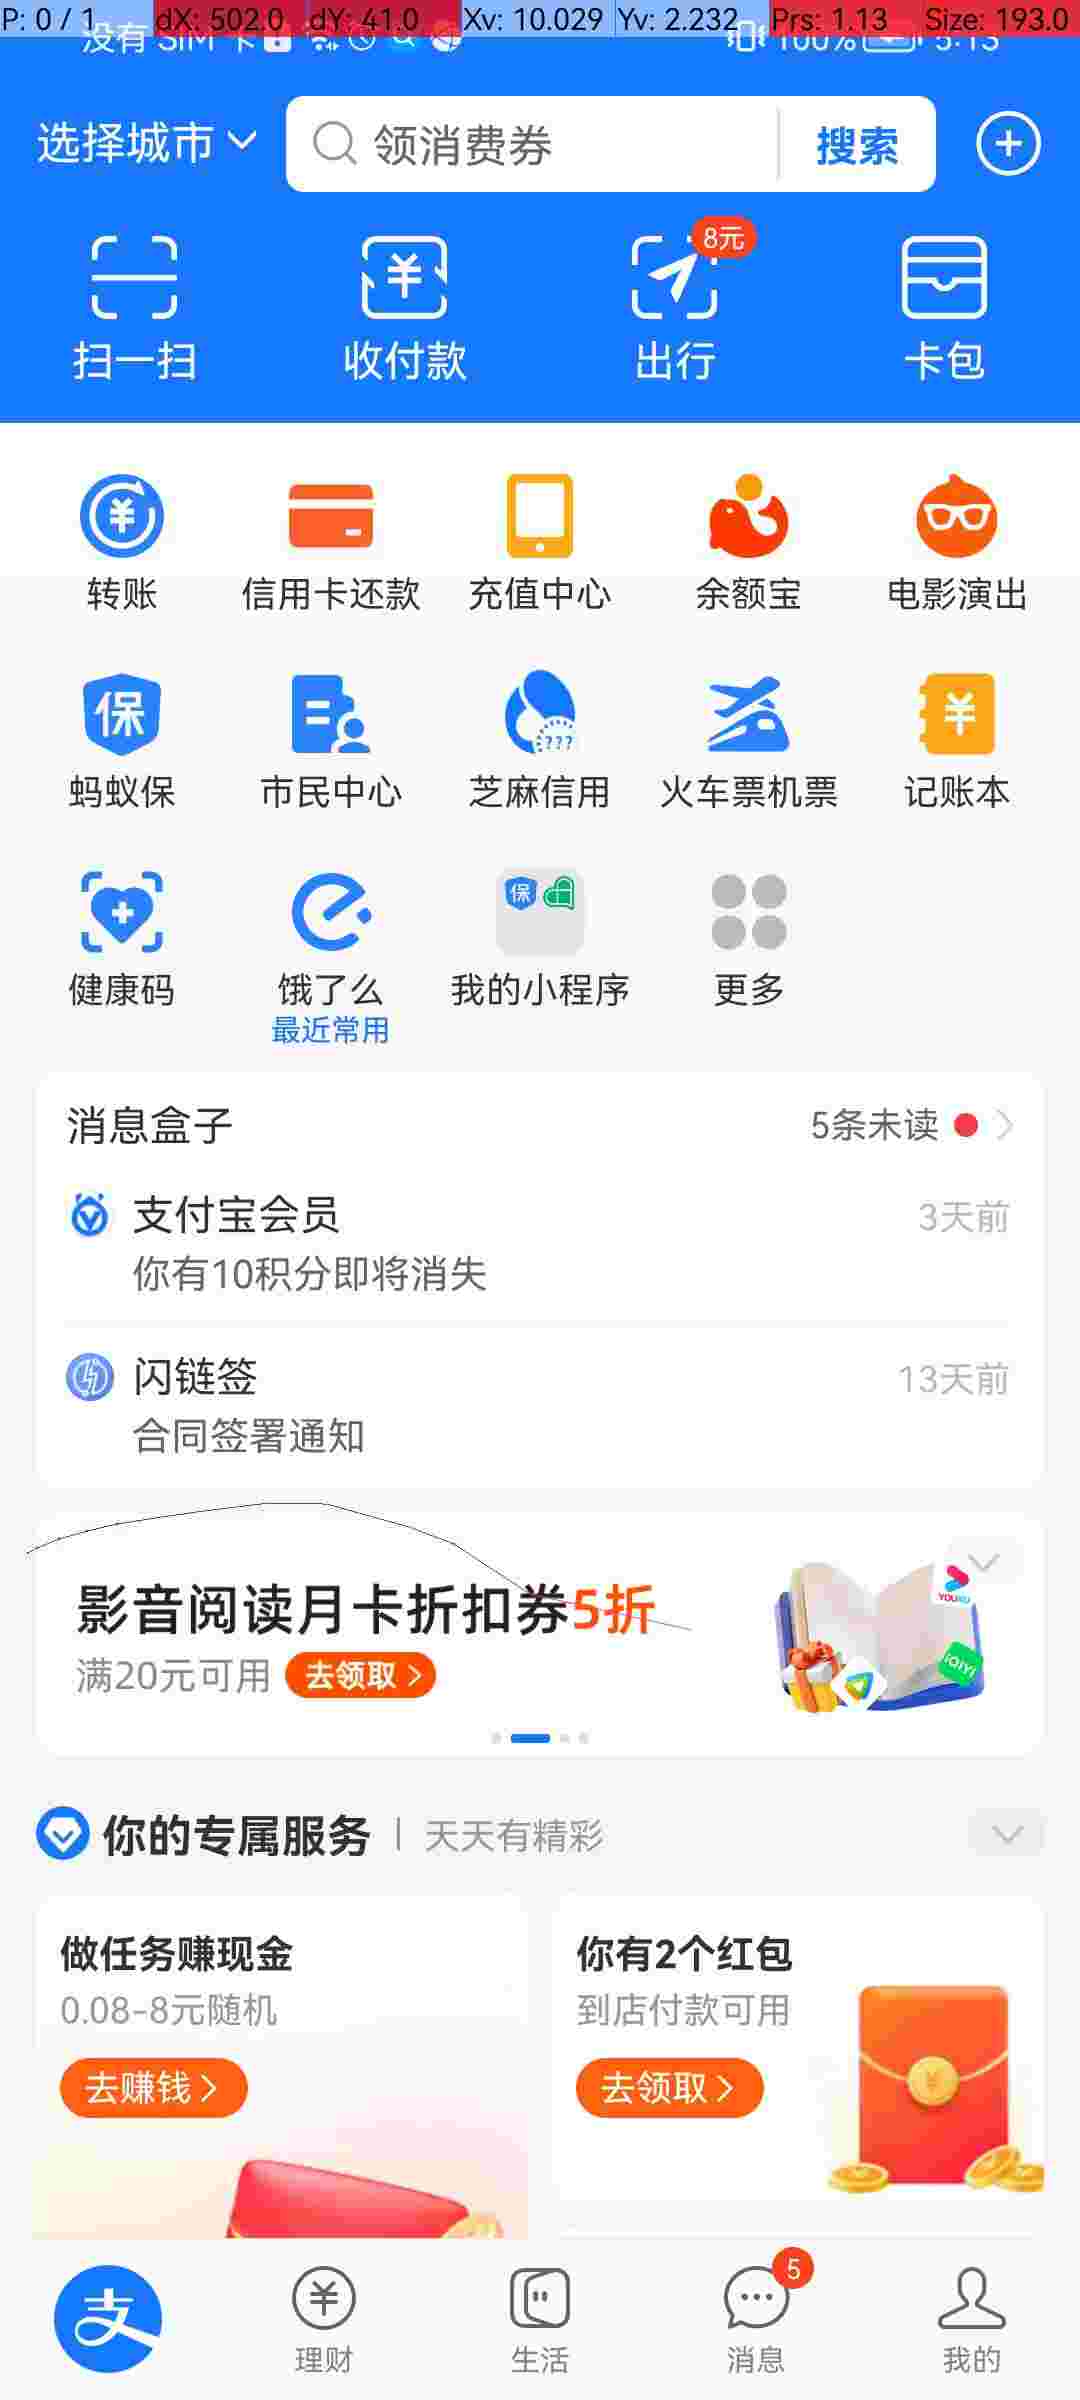 P: 0 / 1 dX: 502.0 dY: 41.0 Xv: 10.029 Yv: 2.232 Prs: 1.13 Size: 193.0
没有 SIM 卡 100% 5:13
选择城市 领消费券 搜索
8元
扫一扫 收付款 出行 卡包
转账 信用卡还款 充值中心 余额宝 电影演出
保 ???
蚂蚁保 市民中心 芝麻信用 火车票机票 记账本
保
健康码 饿了么 我的小程序 更多
最近常用
消息盒子 5条未读
支付宝会员 3天前
你有10积分即将消失
闪链签 13天前
合同签署通知
影音阅读月卡折扣券5折
YOUKU
满20元可用 去领取
iQIYI
你的专属服务 天天有精彩
做任务赚现金 你有2个红包
0.08-8元随机 到店付款可用
去赚钱 去领取
支 5
理财 生活 消息 我的